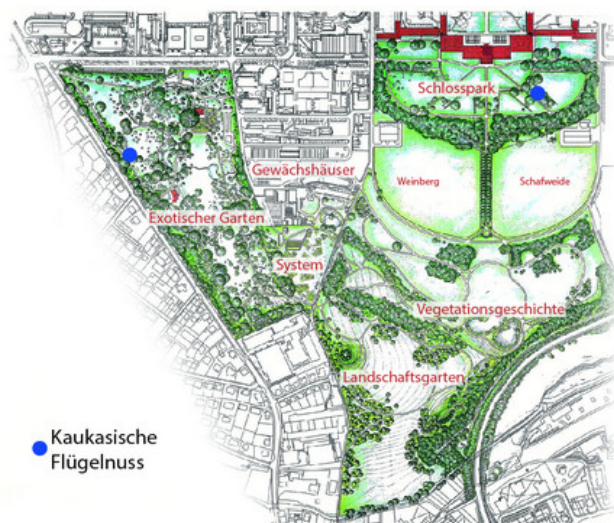 Schlosspark
Gewächshäuser
Weinberg
Schafweide
Exotischer Garten
System
Vegetationsgeschichte
Landschaftsgarten
Kaukasische
Flügelnuss